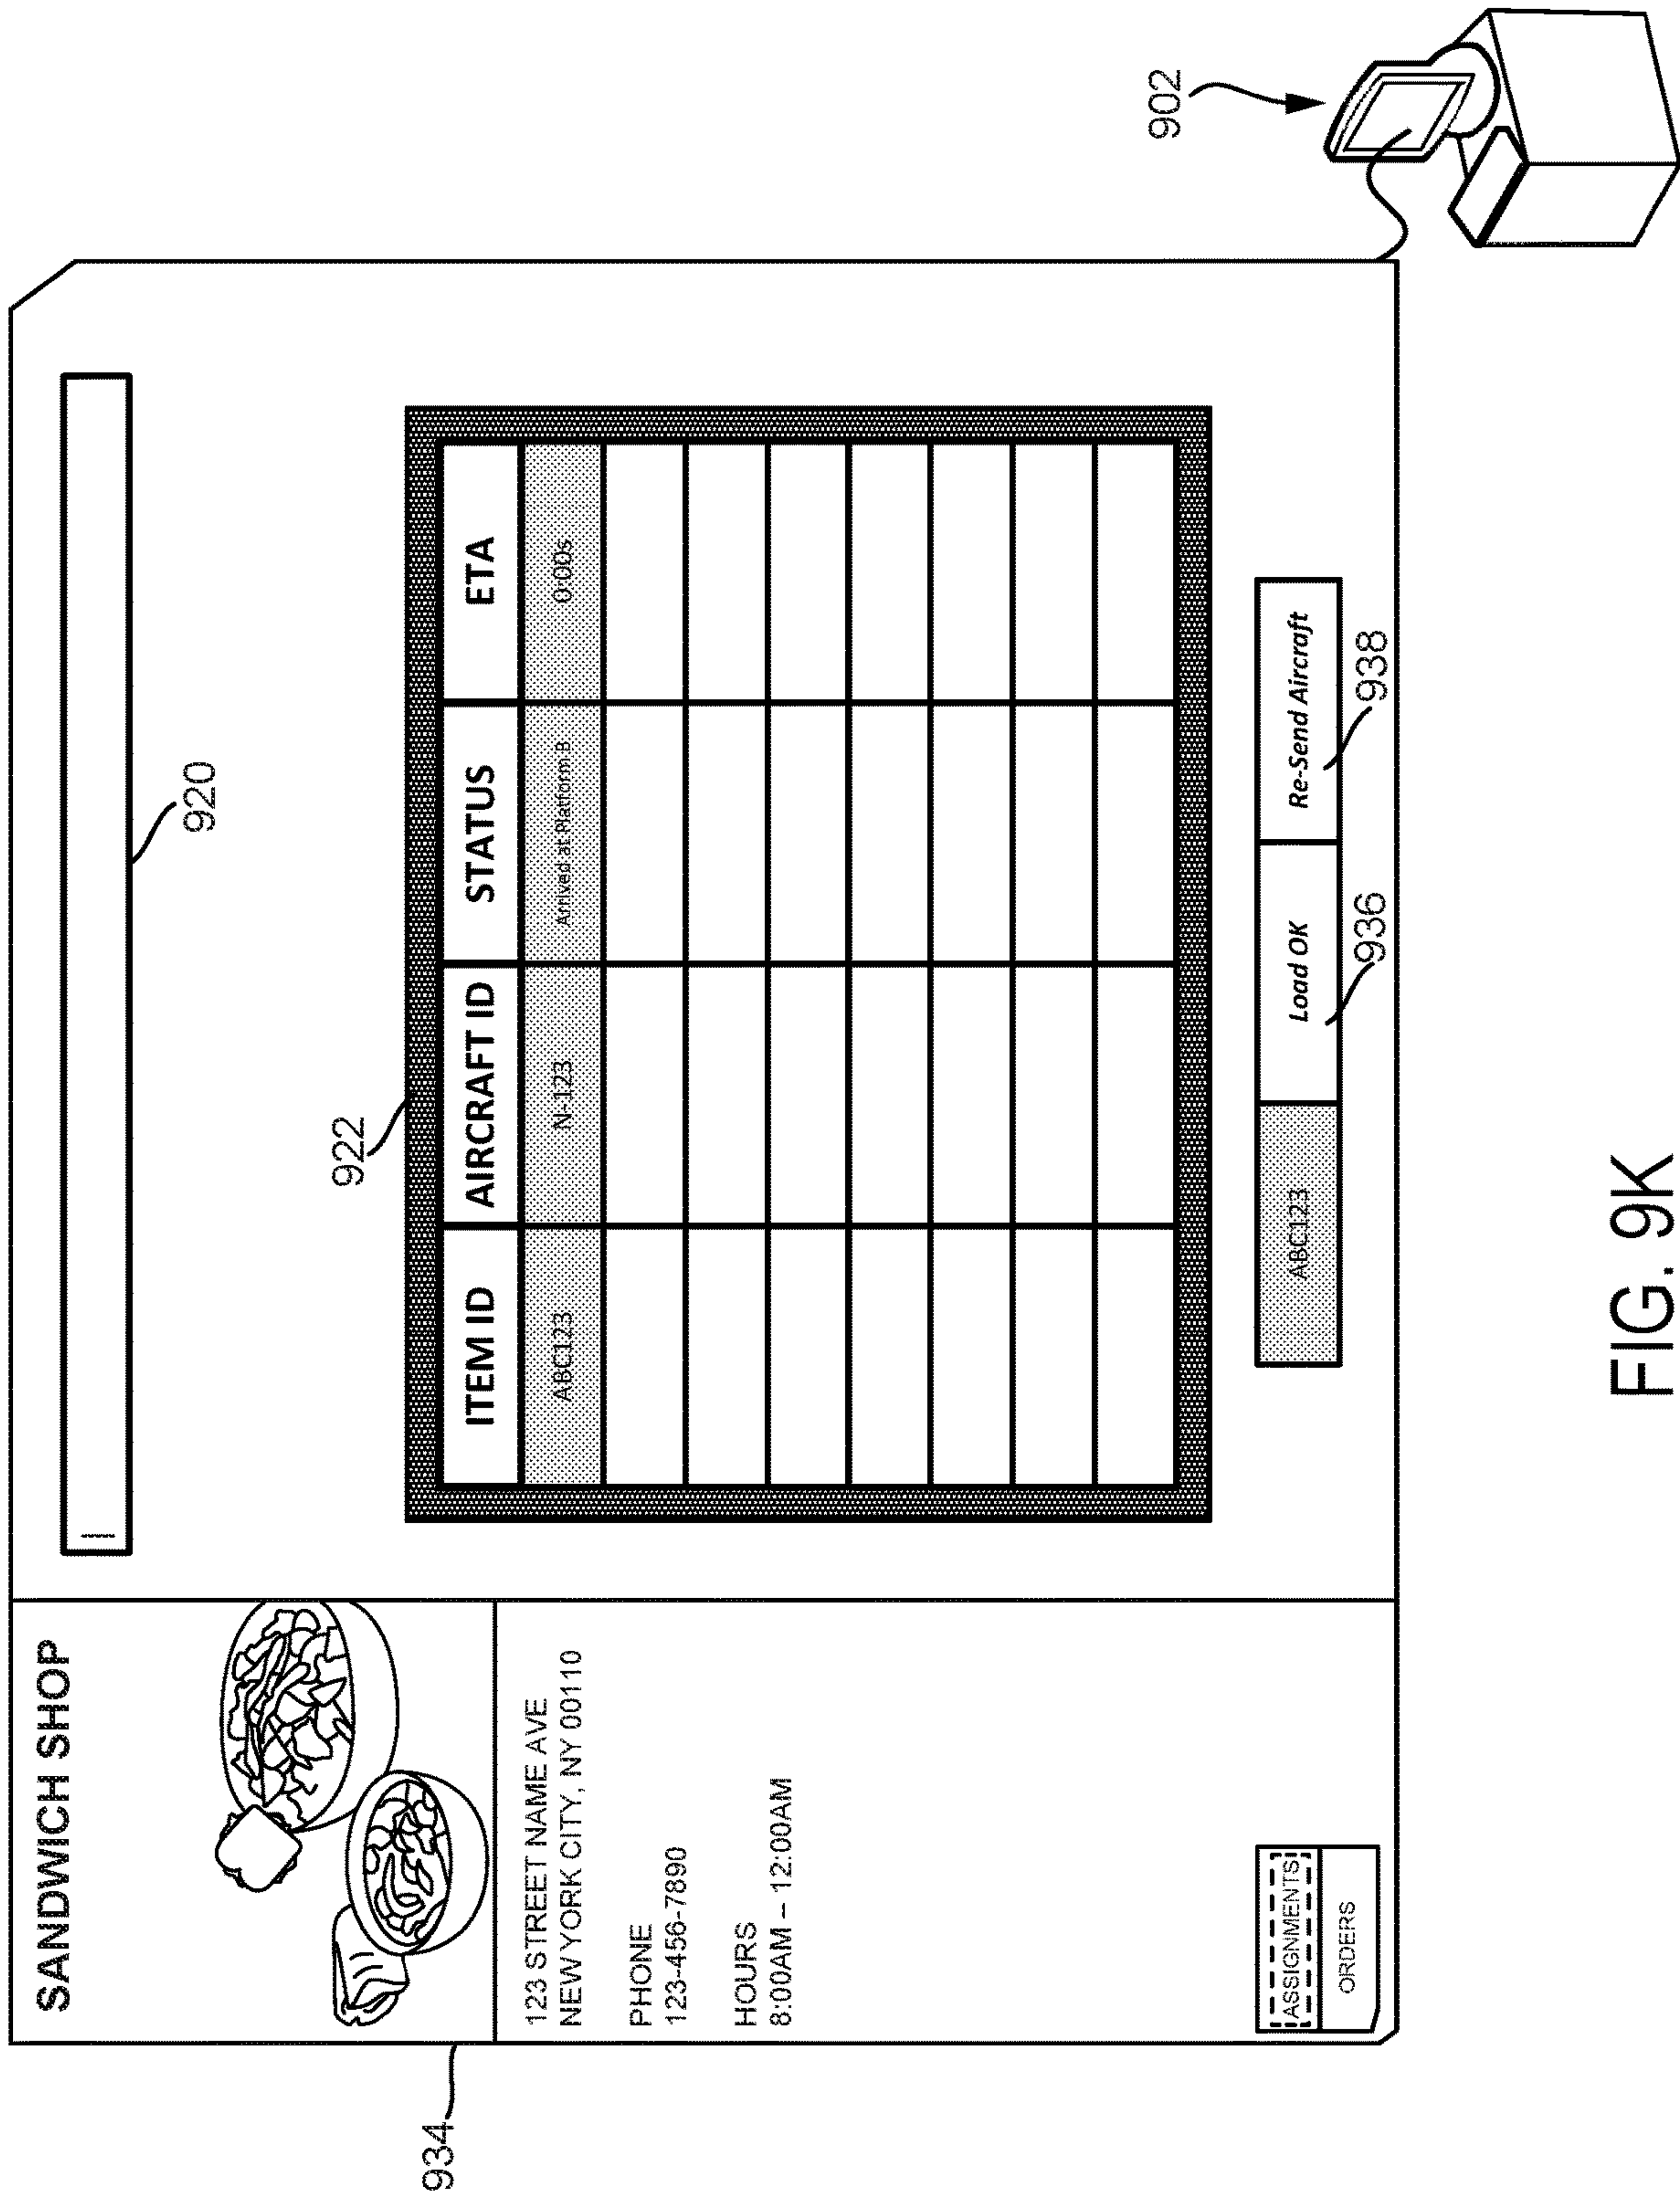 SANDWICH SHOP
934
123 STREET NAME AVE
NEW YORK CITY, NY 00110
PHONE
123-456-7890
HOURS
8:00AM – 12:00AM
ASSIGNMENTS
ORDERS
920
922
ITEM ID AIRCRAFT ID STATUS ETA
ABC123 N-123 Arrived at Platform B 0:00s
ABC123 Load OK Re-Send Aircraft
936 938
902
FIG. 9K